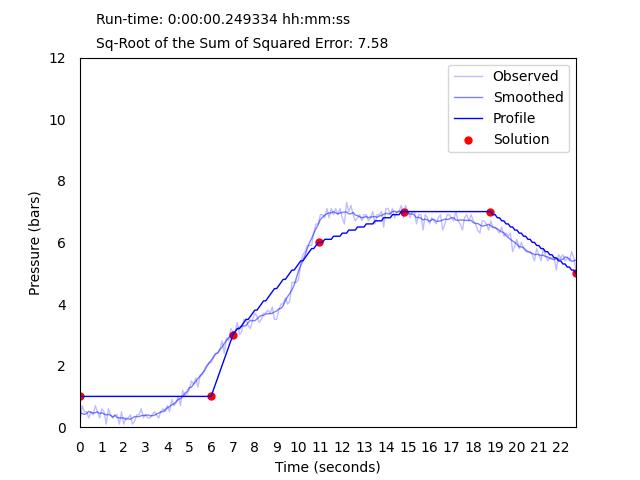 Run-time: 0:00:00.249334 hh:mm:ss
Sq-Root of the Sum of Squared Error: 7.58
12
10
8
6
4
2
0
Pressure (bars)
Observed
Smoothed
Profile
Solution
0 1 2 3 4 5 6 7 8 9 10 11 12 13 14 15 16 17 18 19 20 21 22
Time (seconds)